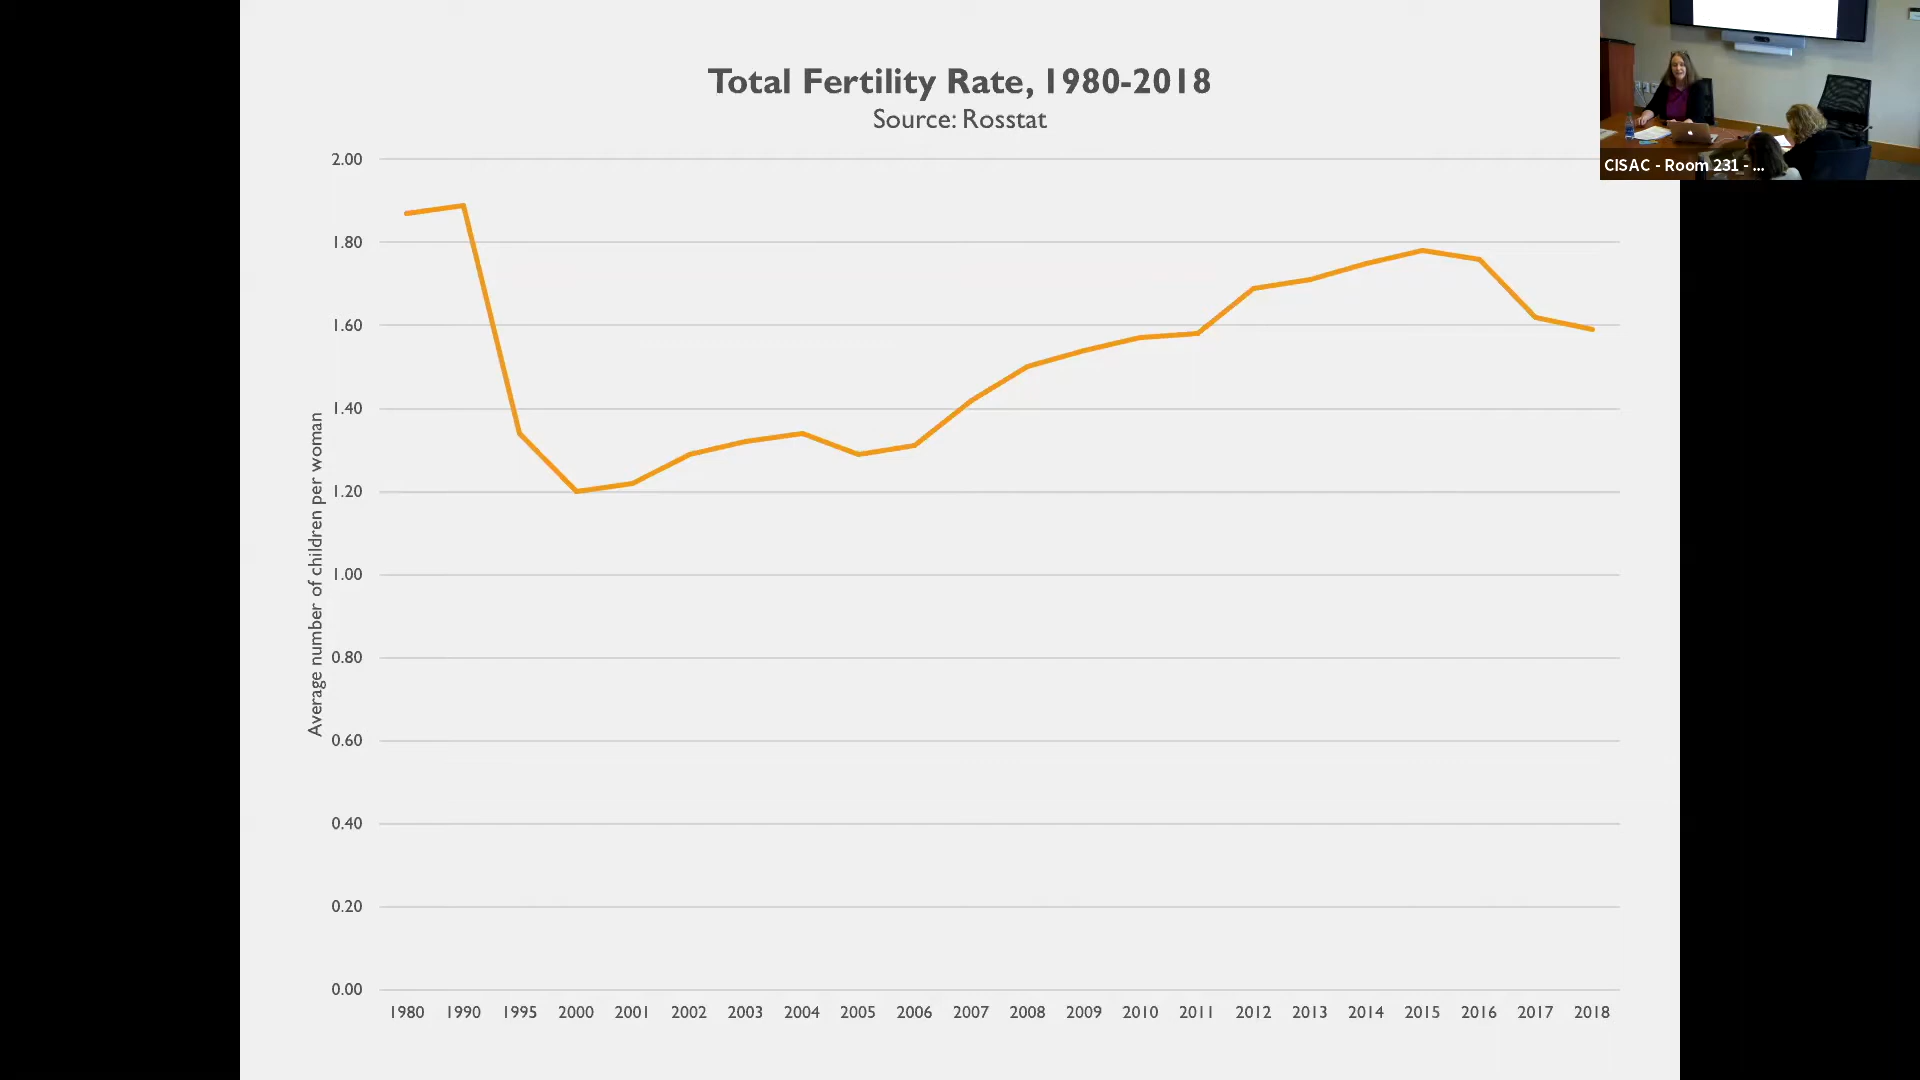 Total Fertility Rate, 1980-2018
Source: Rosstat
CISAC - Room 231 - ...
Average number of children per woman
2.00
1.80
1.60
1.40
1.20
1.00
0.80
0.60
0.40
0.20
0.00
1980 1990 1995 2000 2001 2002 2003 2004 2005 2006 2007 2008 2009 2010 2011 2012 2013 2014 2015 2016 2017 2018